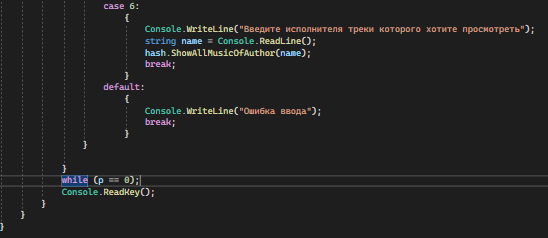 case 6:
{
Console.WriteLine("Введите исполнителя треки которого хотите просмотреть");
string name = Console.ReadLine();
hash.ShowAllMusicOfAuthor(name);
break;
}
default:
{
Console.WriteLine("Ошибка ввода");
break;
}
}
}
while (p == 0);
Console.ReadKey();
}
}
}